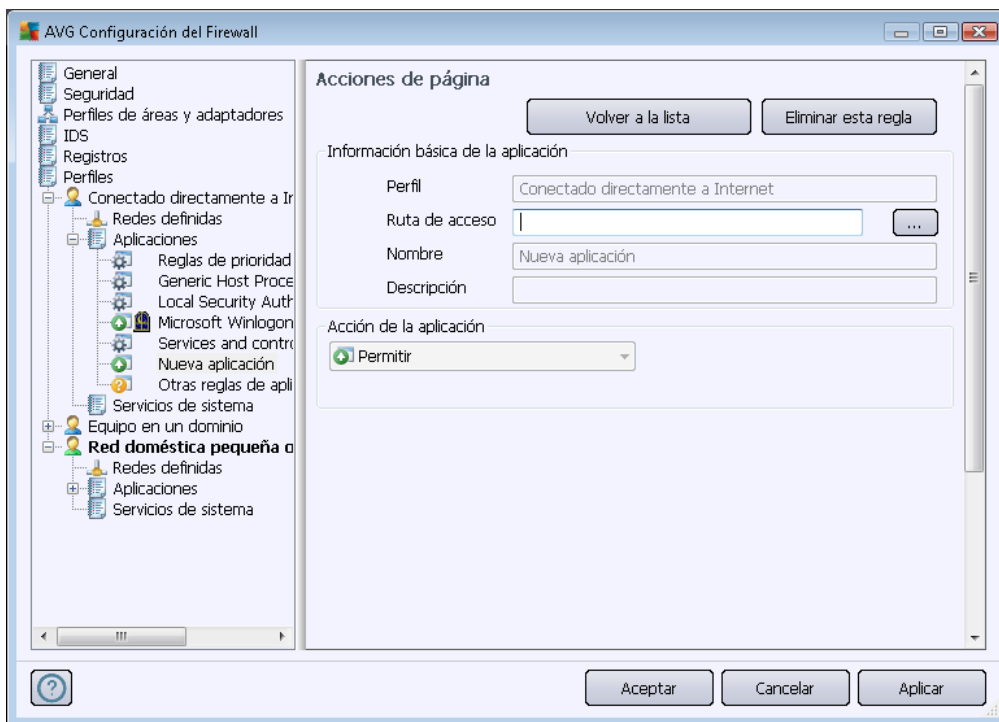 AVG Configuración del Firewall
General
Seguridad
Perfiles de áreas y adaptadores
IDS
Registros
Perfiles
Conectado directamente a Ir
Redes definidas
Aplicaciones
Reglas de prioridad
Generic Host Proce
Local Security Auth
Microsoft Winlogon
Services and contro
Nueva aplicación
Otras reglas de apli
Servicios de sistema
Equipo en un dominio
Red doméstica pequeña o
Redes definidas
Aplicaciones
Servicios de sistema
Acciones de página
Volver a la lista
Eliminar esta regla
Información básica de la aplicación
Perfil
Conectado directamente a Internet
Ruta de acceso
...
Nombre
Nueva aplicación
Descripción
Acción de la aplicación
Permitir
Aceptar
Cancelar
Aplicar